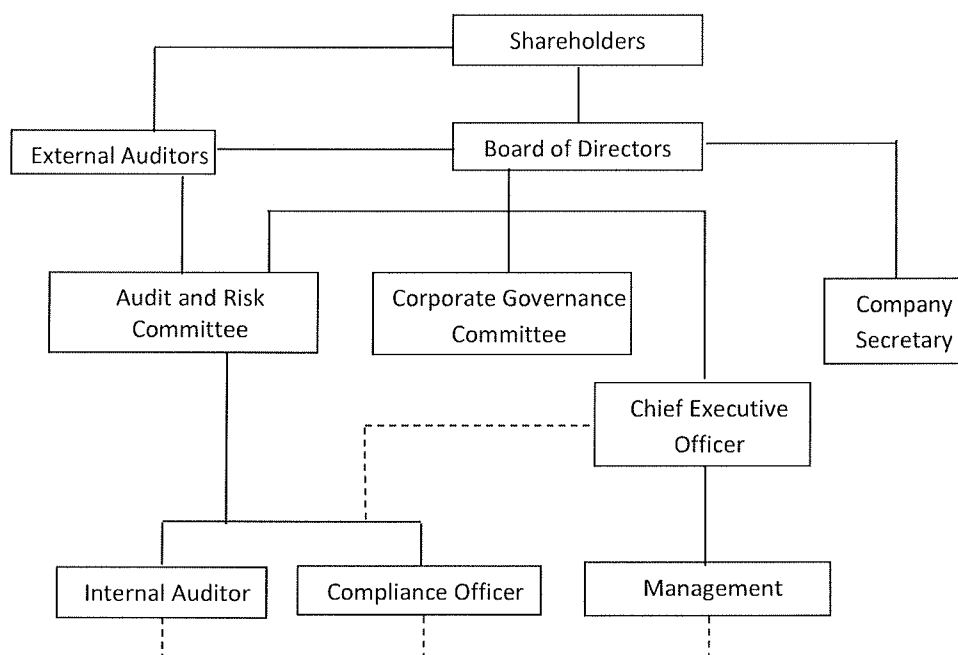 Shareholders
External Auditors
Board of Directors
Audit and Risk
Committee
Corporate Governance
Committee
Company
Secretary
Chief Executive
Officer
Internal Auditor
Compliance Officer
Management